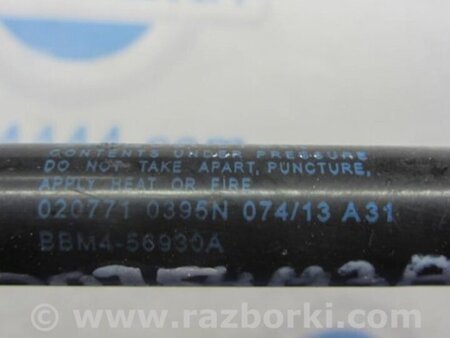 CONTENTS UNDER PRESSURE
DO NOT TAKE APART, PUNCTURE,
APPLY HEAT OR FIRE
020771 0395N 074/13 A31
BBM4-56930A
www.razborki.com